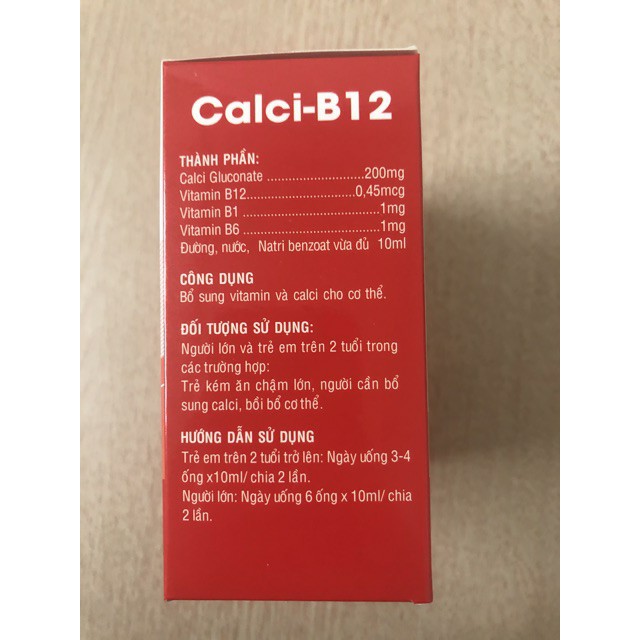 Calci-B12
THÀNH PHẦN:
Calci Gluconate ..........................200mg
Vitamin B12.............................0,45mcg
Vitamin B1 .....................................1mg
Vitamin B6 .....................................1mg
Đường, nước, Natri benzoat vừa đủ 10ml
CÔNG DỤNG
Bổ sung vitamin và calci cho cơ thể.
ĐỐI TƯỢNG SỬ DỤNG:
Người lớn và trẻ em trên 2 tuổi trong
các trường hợp:
Trẻ kém ăn chậm lớn, người cần bổ
sung calci, bồi bổ cơ thể.
HƯỚNG DẪN SỬ DỤNG
Trẻ em trên 2 tuổi trở lên: Ngày uống 3-4
ống x10ml/ chia 2 lần.
Người lớn: Ngày uống 6 ống x 10ml/ chia
2 lần.